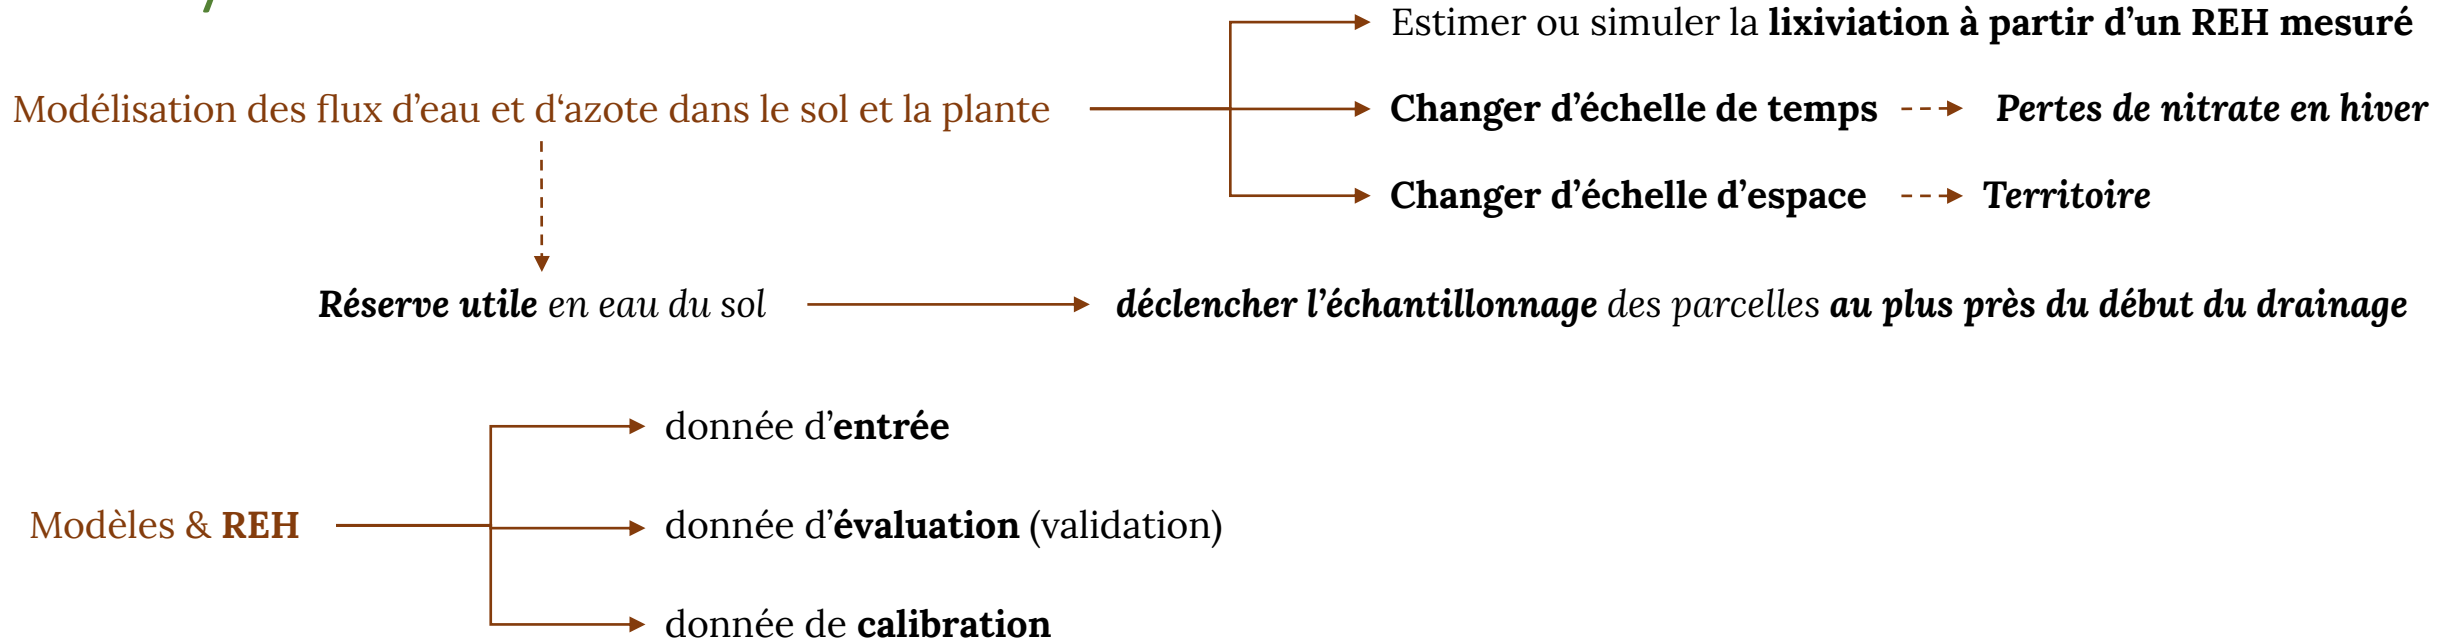 Estimer ou simuler la lixiviation à partir d’un REH mesuré
Modélisation des flux d’eau et d‘azote dans le sol et la plante
Changer d’échelle de temps
Pertes de nitrate en hiver
Changer d’échelle d’espace
Territoire
Réserve utile en eau du sol
déclencher l’échantillonnage des parcelles au plus près du début du drainage
donnée d’entrée
Modèles & REH
donnée d’évaluation (validation)
donnée de calibration